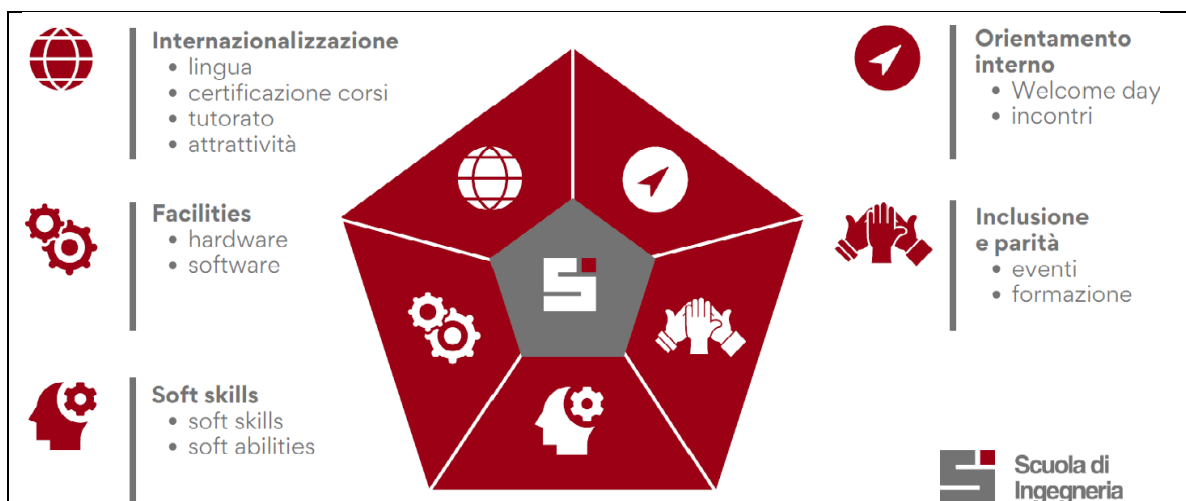 Internazionalizzazione
• lingua
• certificazione corsi
• tutorato
• attrattività
Facilities
• hardware
• software
Soft skills
• soft skills
• soft abilities
Orientamento
interno
• Welcome day
• incontri
Inclusione
e parità
• eventi
• formazione
Scuola di
Ingegneria